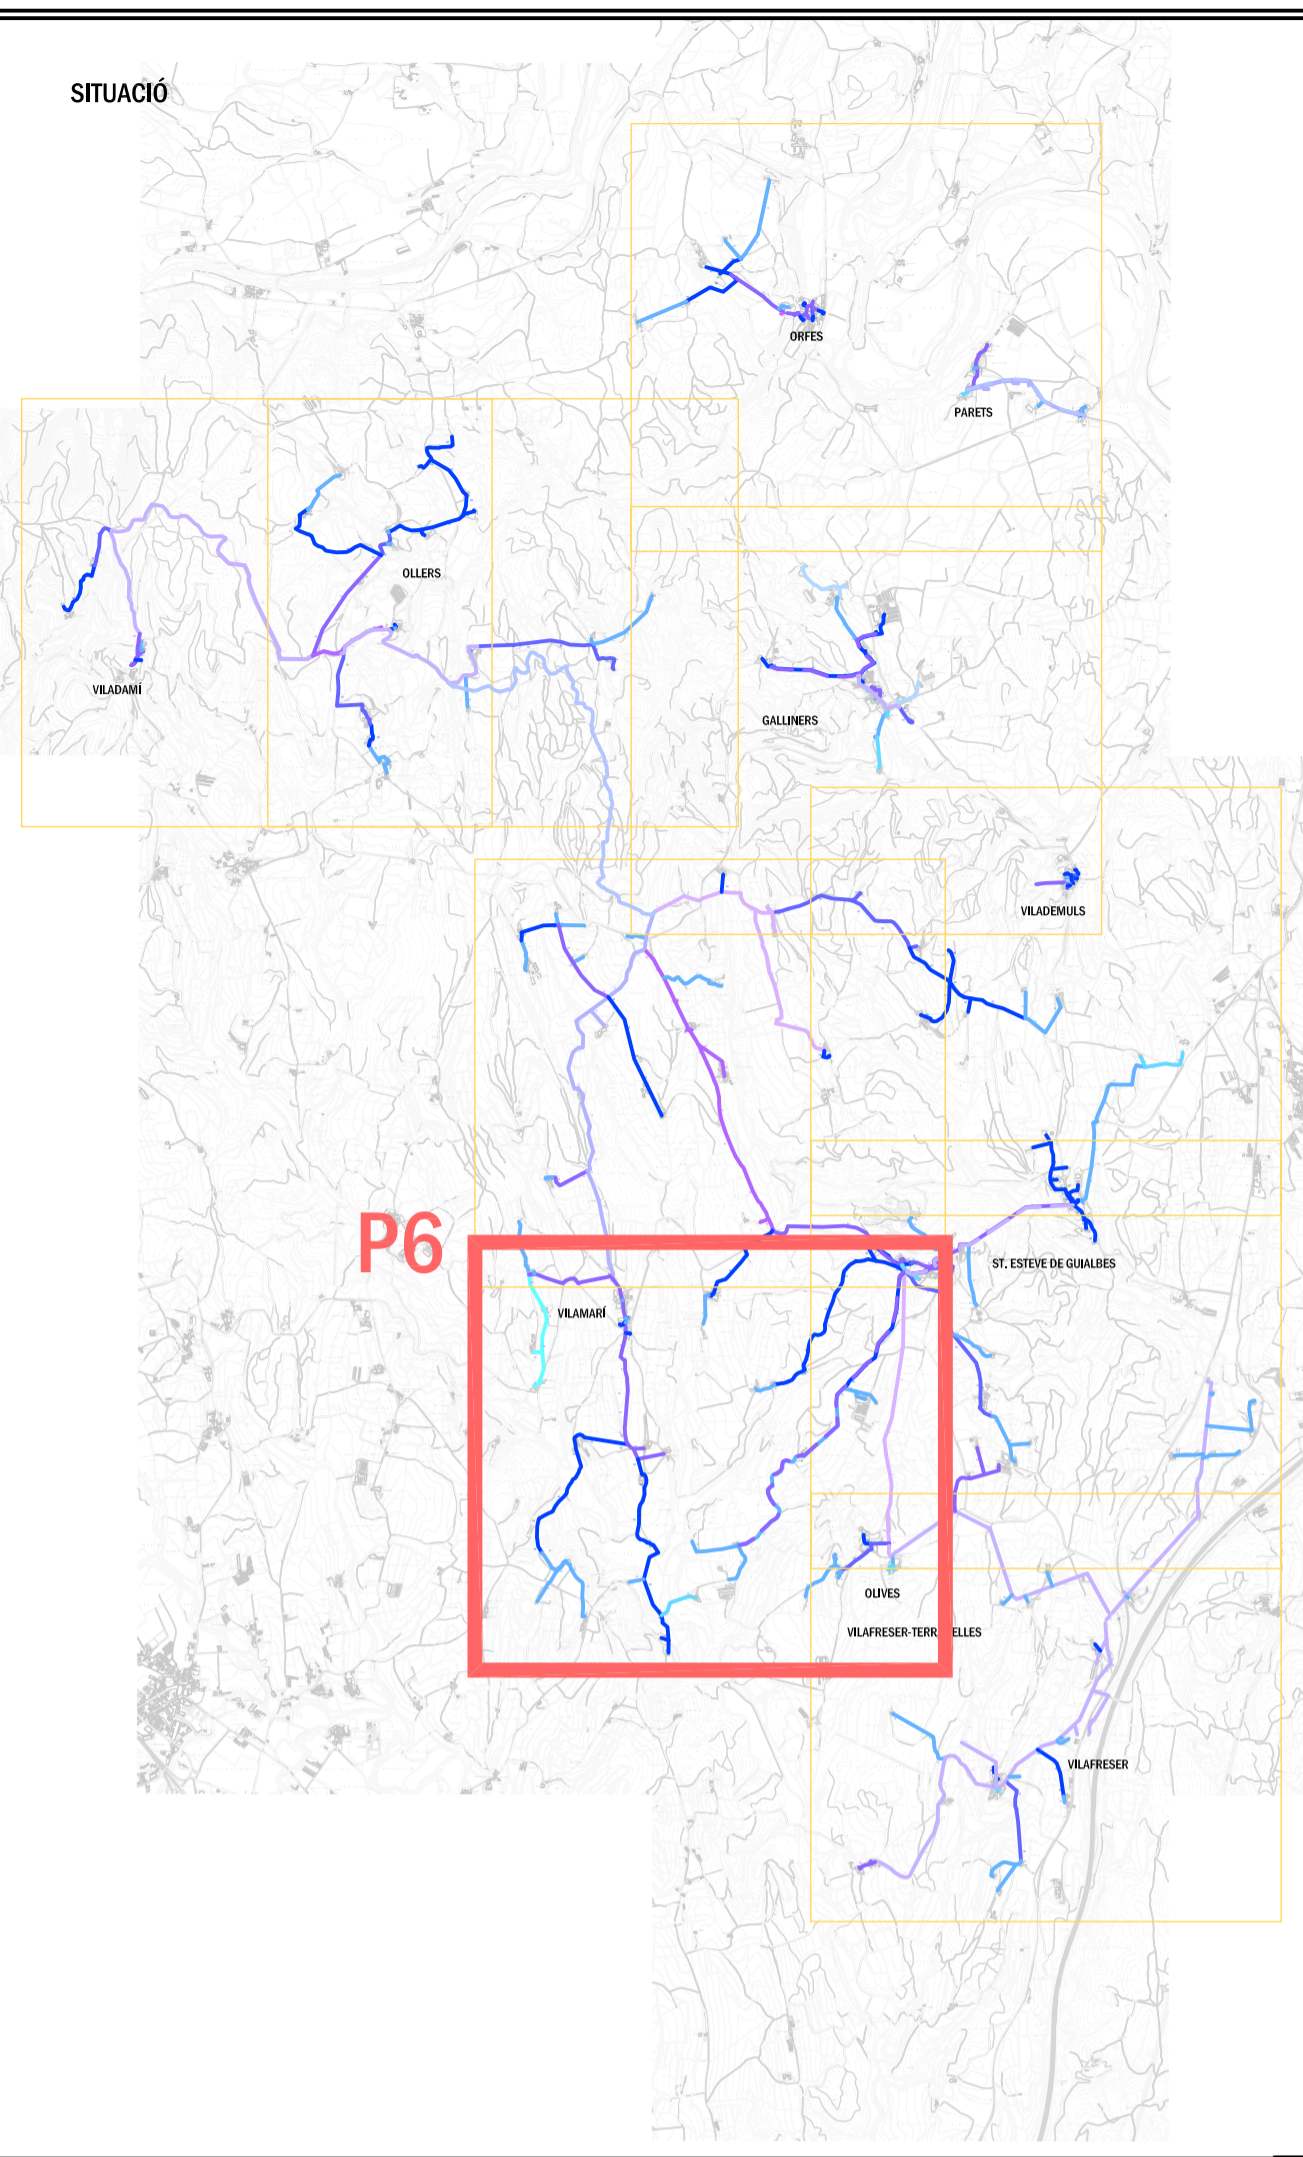 SITUACIÓ
ORFES
PARETS
OLLERS
VILADAMÍ
GALLINERS
VILADEMULS
P6
ST. ESTEVE DE GUIALBES
VILAMARÍ
OLIVES
VILAFRESER